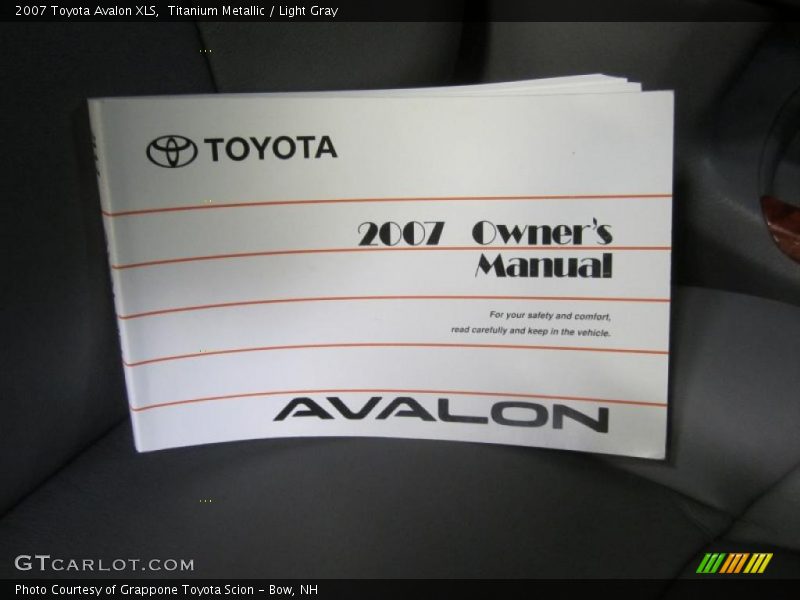 2007 Toyota Avalon XLS,  Titanium Metallic / Light Gray
TOYOTA
2007 Owner's
Manual
For your safety and comfort,
read carefully and keep in the vehicle.
AVALON
GTCARLOT.COM
Photo Courtesy of Grappone Toyota Scion - Bow, NH